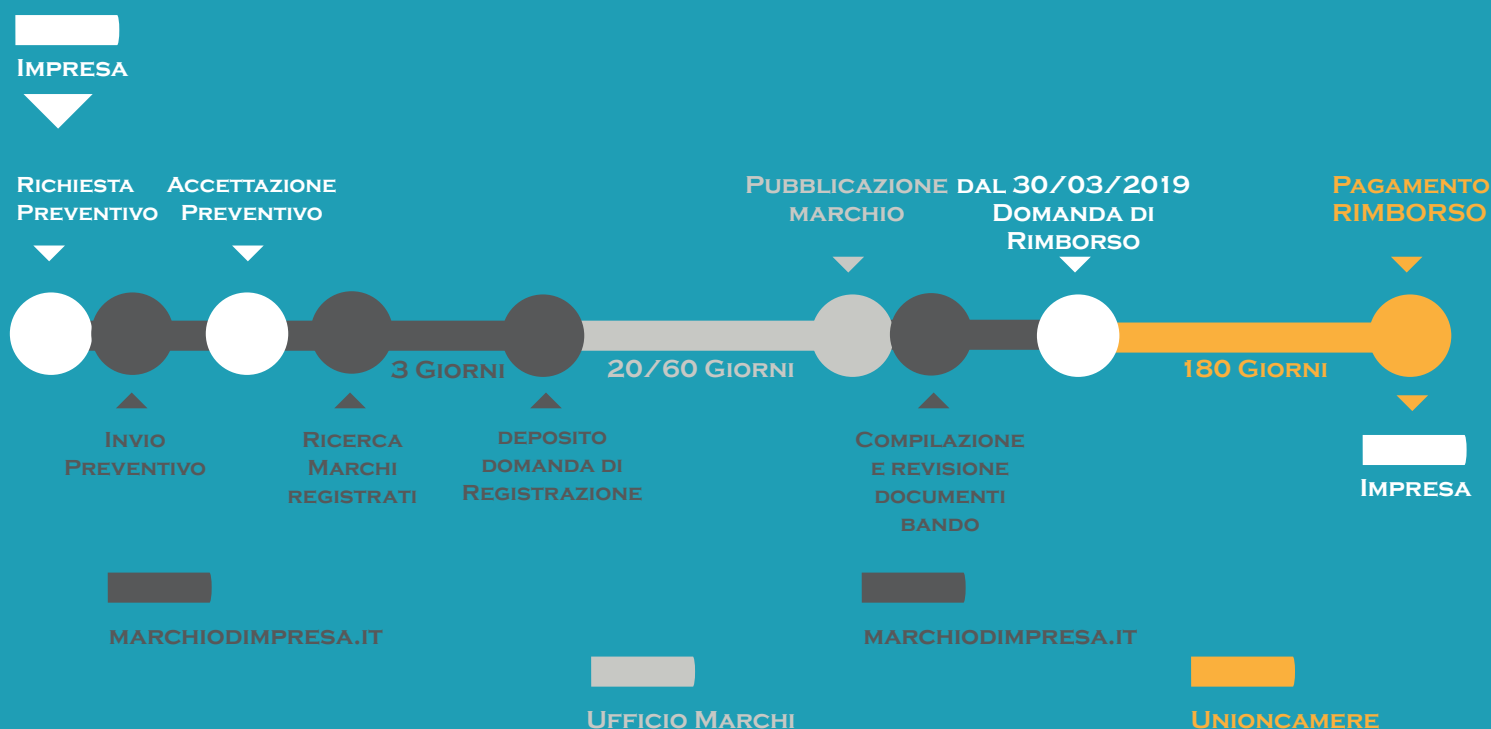 Impresa
Richiesta
Preventivo
Accettazione
Preventivo
Pubblicazione
marchio
dal 30/03/2019
Domanda di
Rimborso
Pagamento
RIMBORSO
3 Giorni
20/60 Giorni
180 Giorni
Invio
Preventivo
Ricerca
Marchi
registrati
deposito
domanda di
Registrazione
Compilazione
e revisione
documenti
bando
Impresa
marchiodimpresa.it
marchiodimpresa.it
Ufficio Marchi
Unioncamere